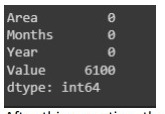 Area 0
Months 0
Year 0
Value 6100
dtype: int64